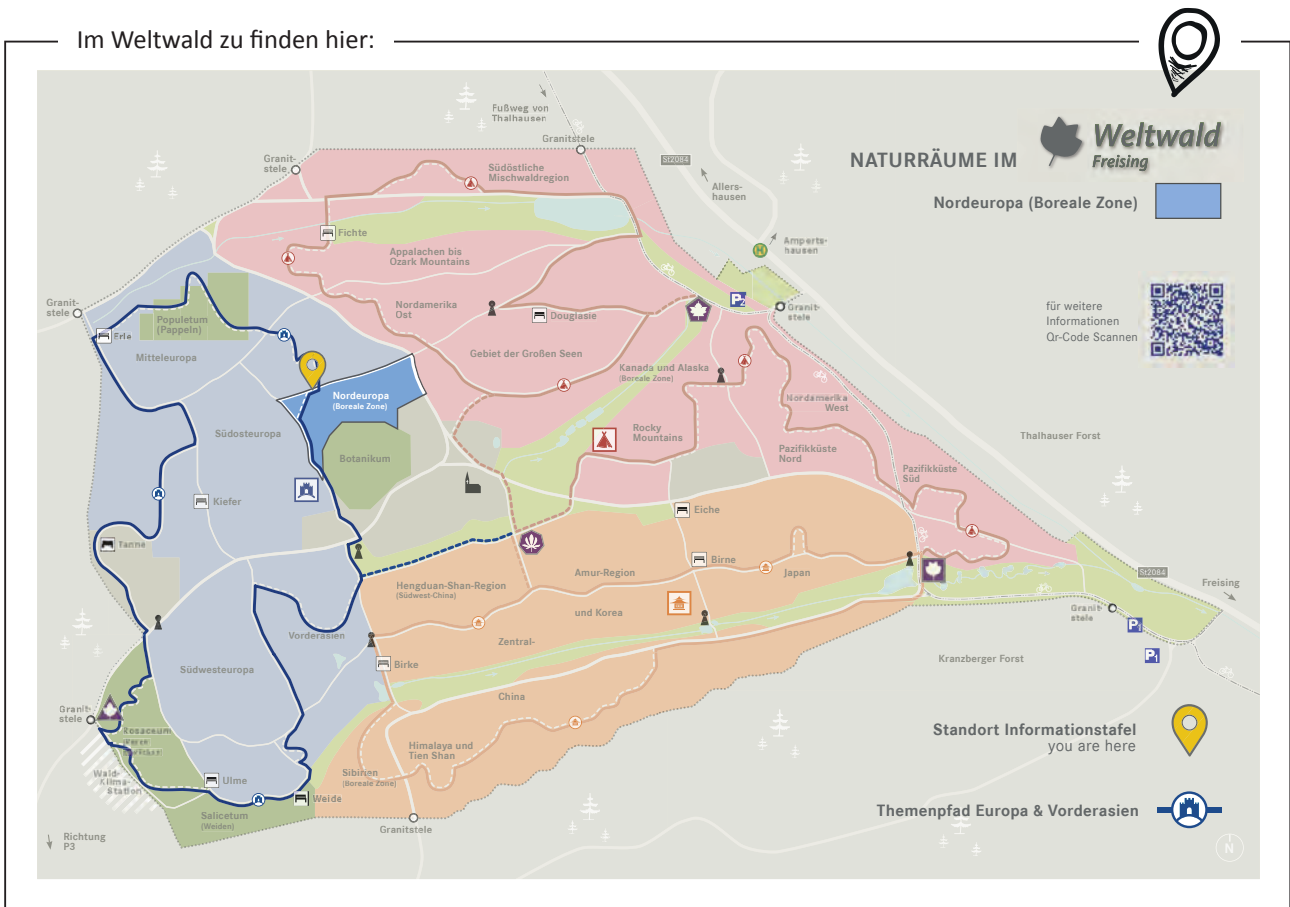 Im Weltwald zu finden hier:
Fußweg von
Thalhausen
Granitstele
Granit-
stele
St2084
Südöstliche
Mischwaldregion
Allers-
hausen
NATURRÄUME IM
Weltwald
Freising
Nordeuropa (Boreale Zone)
Fichte
Appalachen bis
Ozark Mountains
H
Amperts-
hausen
Granit-
stele
Populetum
(Pappeln)
Nordamerika
Ost
Douglasie
P2
Granit-
stele
für weitere
Informationen
Qr-Code Scannen
Erle
Mitteleuropa
Gebiet der Großen Seen
Kanada und Alaska
(Boreale Zone)
Nordeuropa
(Boreale Zone)
Nordamerika
West
Südosteuropa
Rocky
Mountains
Thalhauser Forst
Botanikum
Pazifikküste
Nord
Pazifikküste
Süd
Kiefer
Eiche
Tanne
Birne
Hengduan-Shan-Region
(Südwest-China)
Amur-Region
Japan
St2084
Freising
und Korea
Granit-
stele
P1
Vorderasien
Zentral-
P1
Kranzberger Forst
Südwesteuropa
Birke
China
Granit-
stele
Rosaceum
Standort Informationstafel
you are here
Himalaya und
Tien Shan
Wald-
Klima-
Station
Ulme
Sibirien
(Boreale Zone)
Weide
Salicetum
(Weiden)
Themenpfad Europa & Vorderasien
Granitstele
Richtung
P3
N